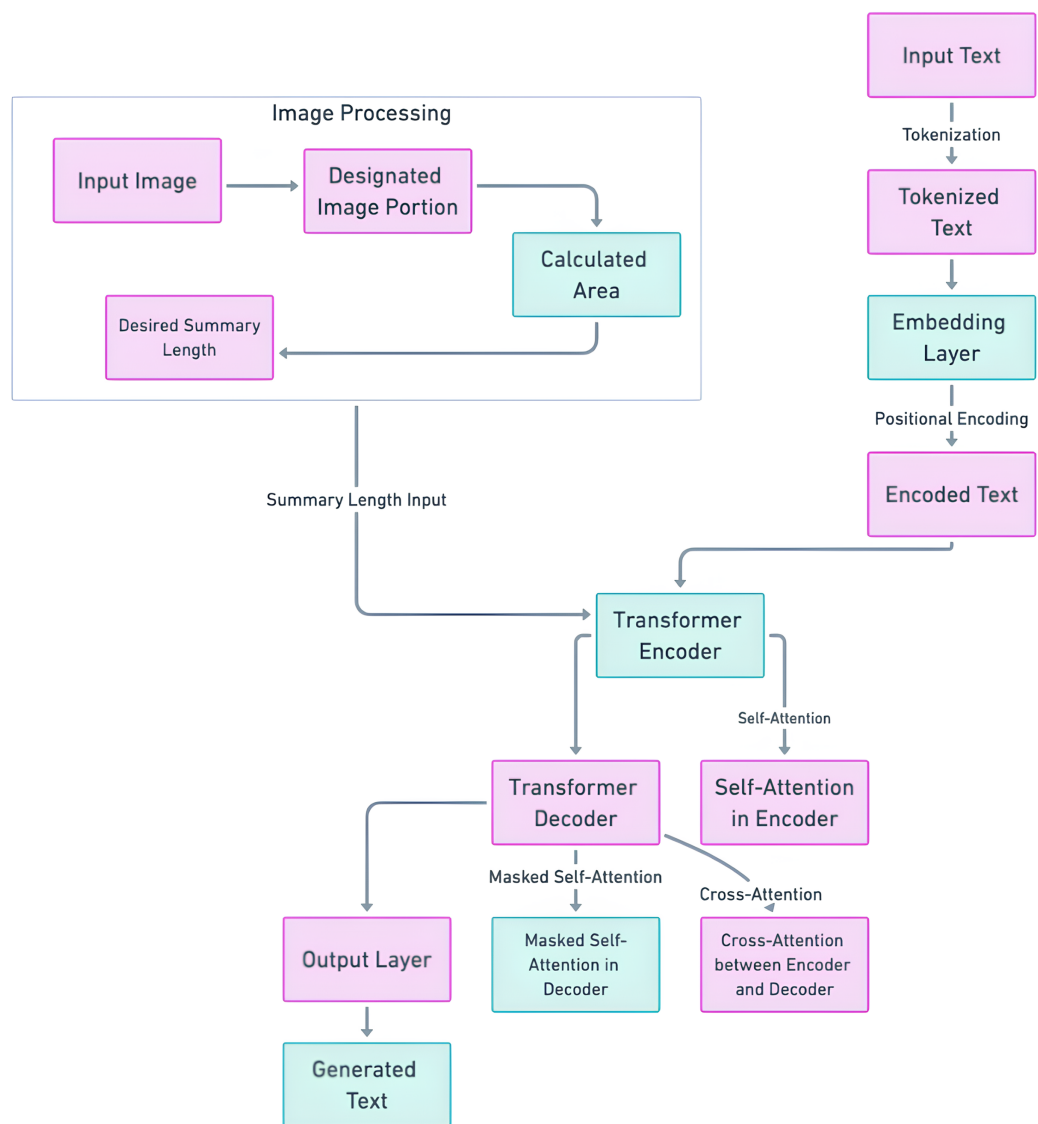 Input Text
Image Processing
Tokenization
Input Image
Designated
Image Portion
Tokenized
Text
Calculated
Area
Desired Summary
Length
Embedding
Layer
Positional Encoding
Encoded Text
Summary Length Input
Transformer
Encoder
Self-Attention
Transformer
Decoder
Self-Attention
in Encoder
Masked Self-Attention
Cross-Attention
Output Layer
Masked Self-
Attention in
Decoder
Cross-Attention
between Encoder
and Decoder
Generated
Text